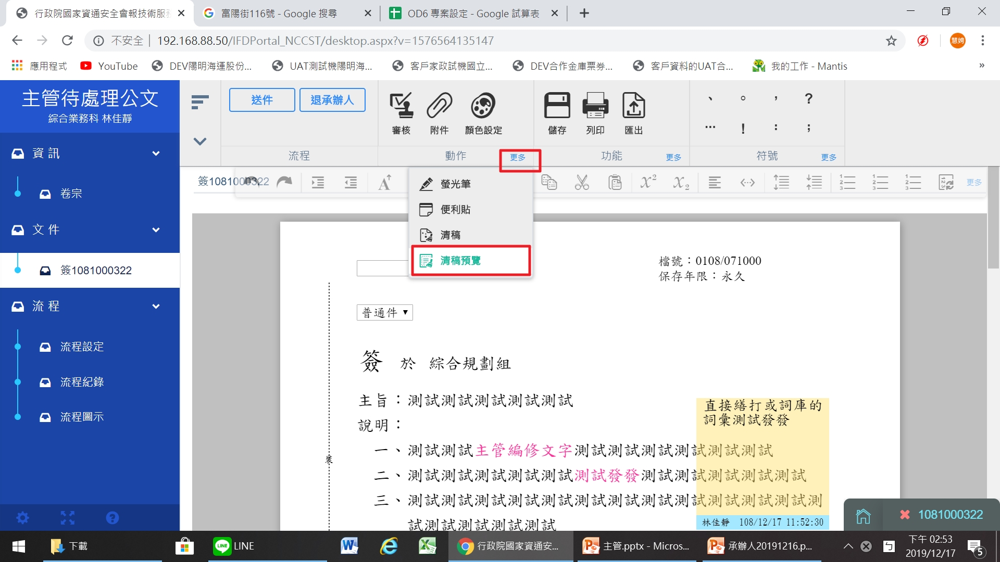 行政院國家資通安全會報技術服務
富陽街116號 - Google 搜尋
OD6 專案設定 - Google 試算表
不安全
192.168.88.50/IFDPortal_NCCST/desktop.aspx?v=1576564135147
慧娉
應用程式
YouTube
DEV陽明海運股份...
UAT測試機陽明海...
客戶家政試機國立...
DEV合作金庫票券...
客戶資料的UAT合...
我的工作 - Mantis
»
主管待處理公文
綜合業務科 林佳靜
資訊
卷宗
文件
簽1081000322
流程
流程設定
流程紀錄
流程圖示
送件
退承辦人
流程
審核
附件
顏色設定
動作
更多
儲存
列印
匯出
功能
更多
、 。 , ?
... ! : ;
符號
更多
簽1081000322
更多
螢光筆
便利貼
清稿
清稿預覽
檔號：0108/071000
保存年限：永久
普通件
簽 於 綜合規劃組
主旨：測試測試測試測試測試
說明：
一、測試測試主管編修文字測試測試測試測試測試測試
二、測試測試測試測試測試測試發發測試測試測試測試測試
三、測試測試測試測試測試測試測試測試測試測試測試測試測
試測試測試測試測試
裝
直接繕打或詞庫的
詞彙測試發發
林佳靜 108/12/17 11:52:30
1081000322
下載
LINE
行政院國家資通安...
主管.pptx - Micros...
承辦人20191216.p...
ㄅ
下午 02:53
2019/12/17
5